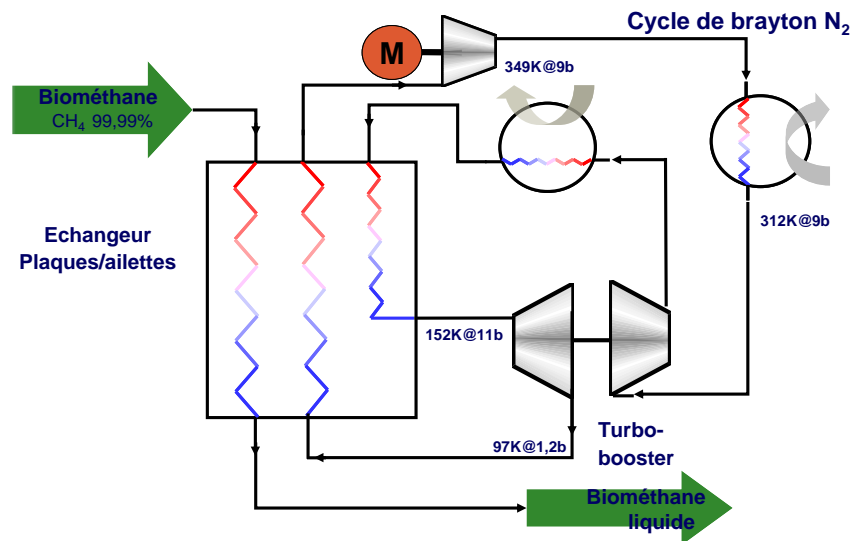 Cycle de brayton N₂
M
349K@9b
Biométhane
CH₄ 99,99%
312K@9b
Echangeur
Plaques/ailettes
152K@11b
97K@1,2b
Turbo-
booster
Biométhane
liquide